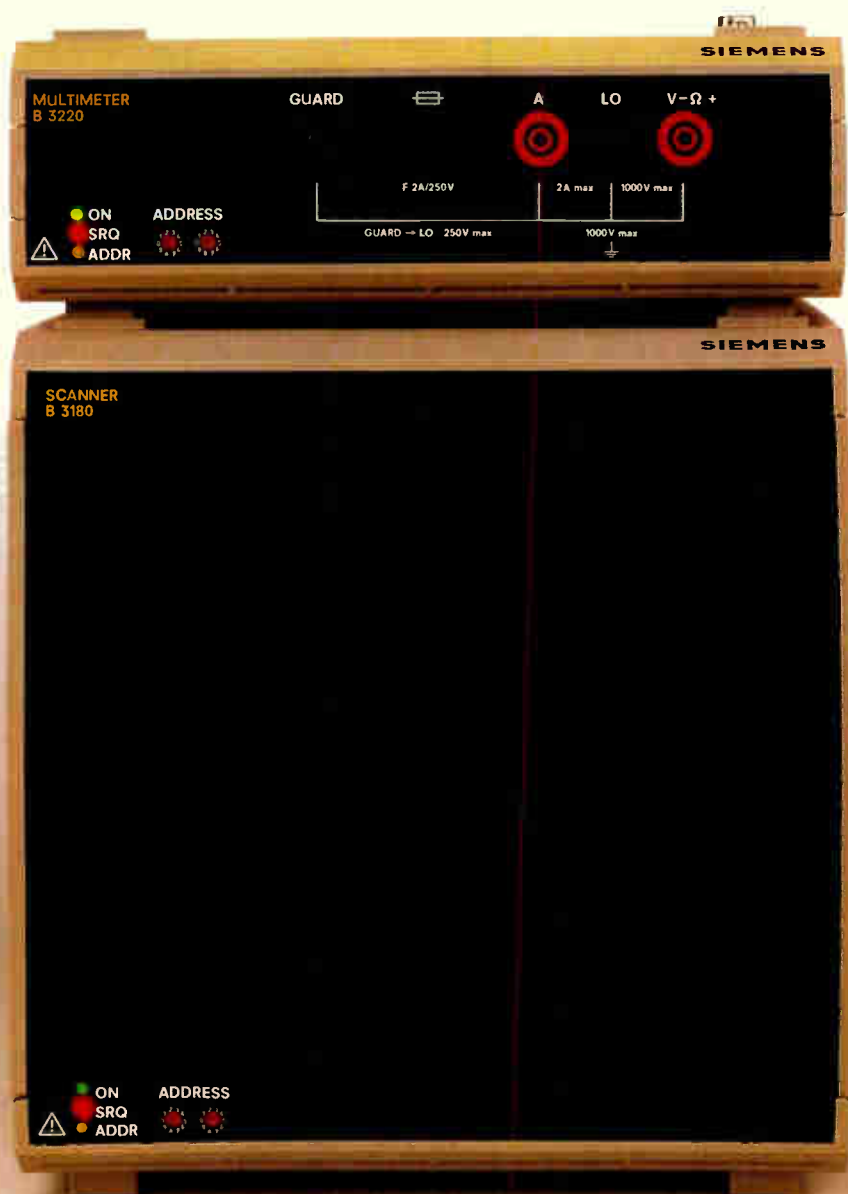 SIEMENS
MULTIMETER
B 3220
GUARD A LO V-Ω +
F 2A/250V 2A max 1000V max
GUARD → LO 250V max 1000V max
ON ADDRESS
SRQ
ADDR
SIEMENS
SCANNER
B 3180
ON ADDRESS
SRQ
ADDR